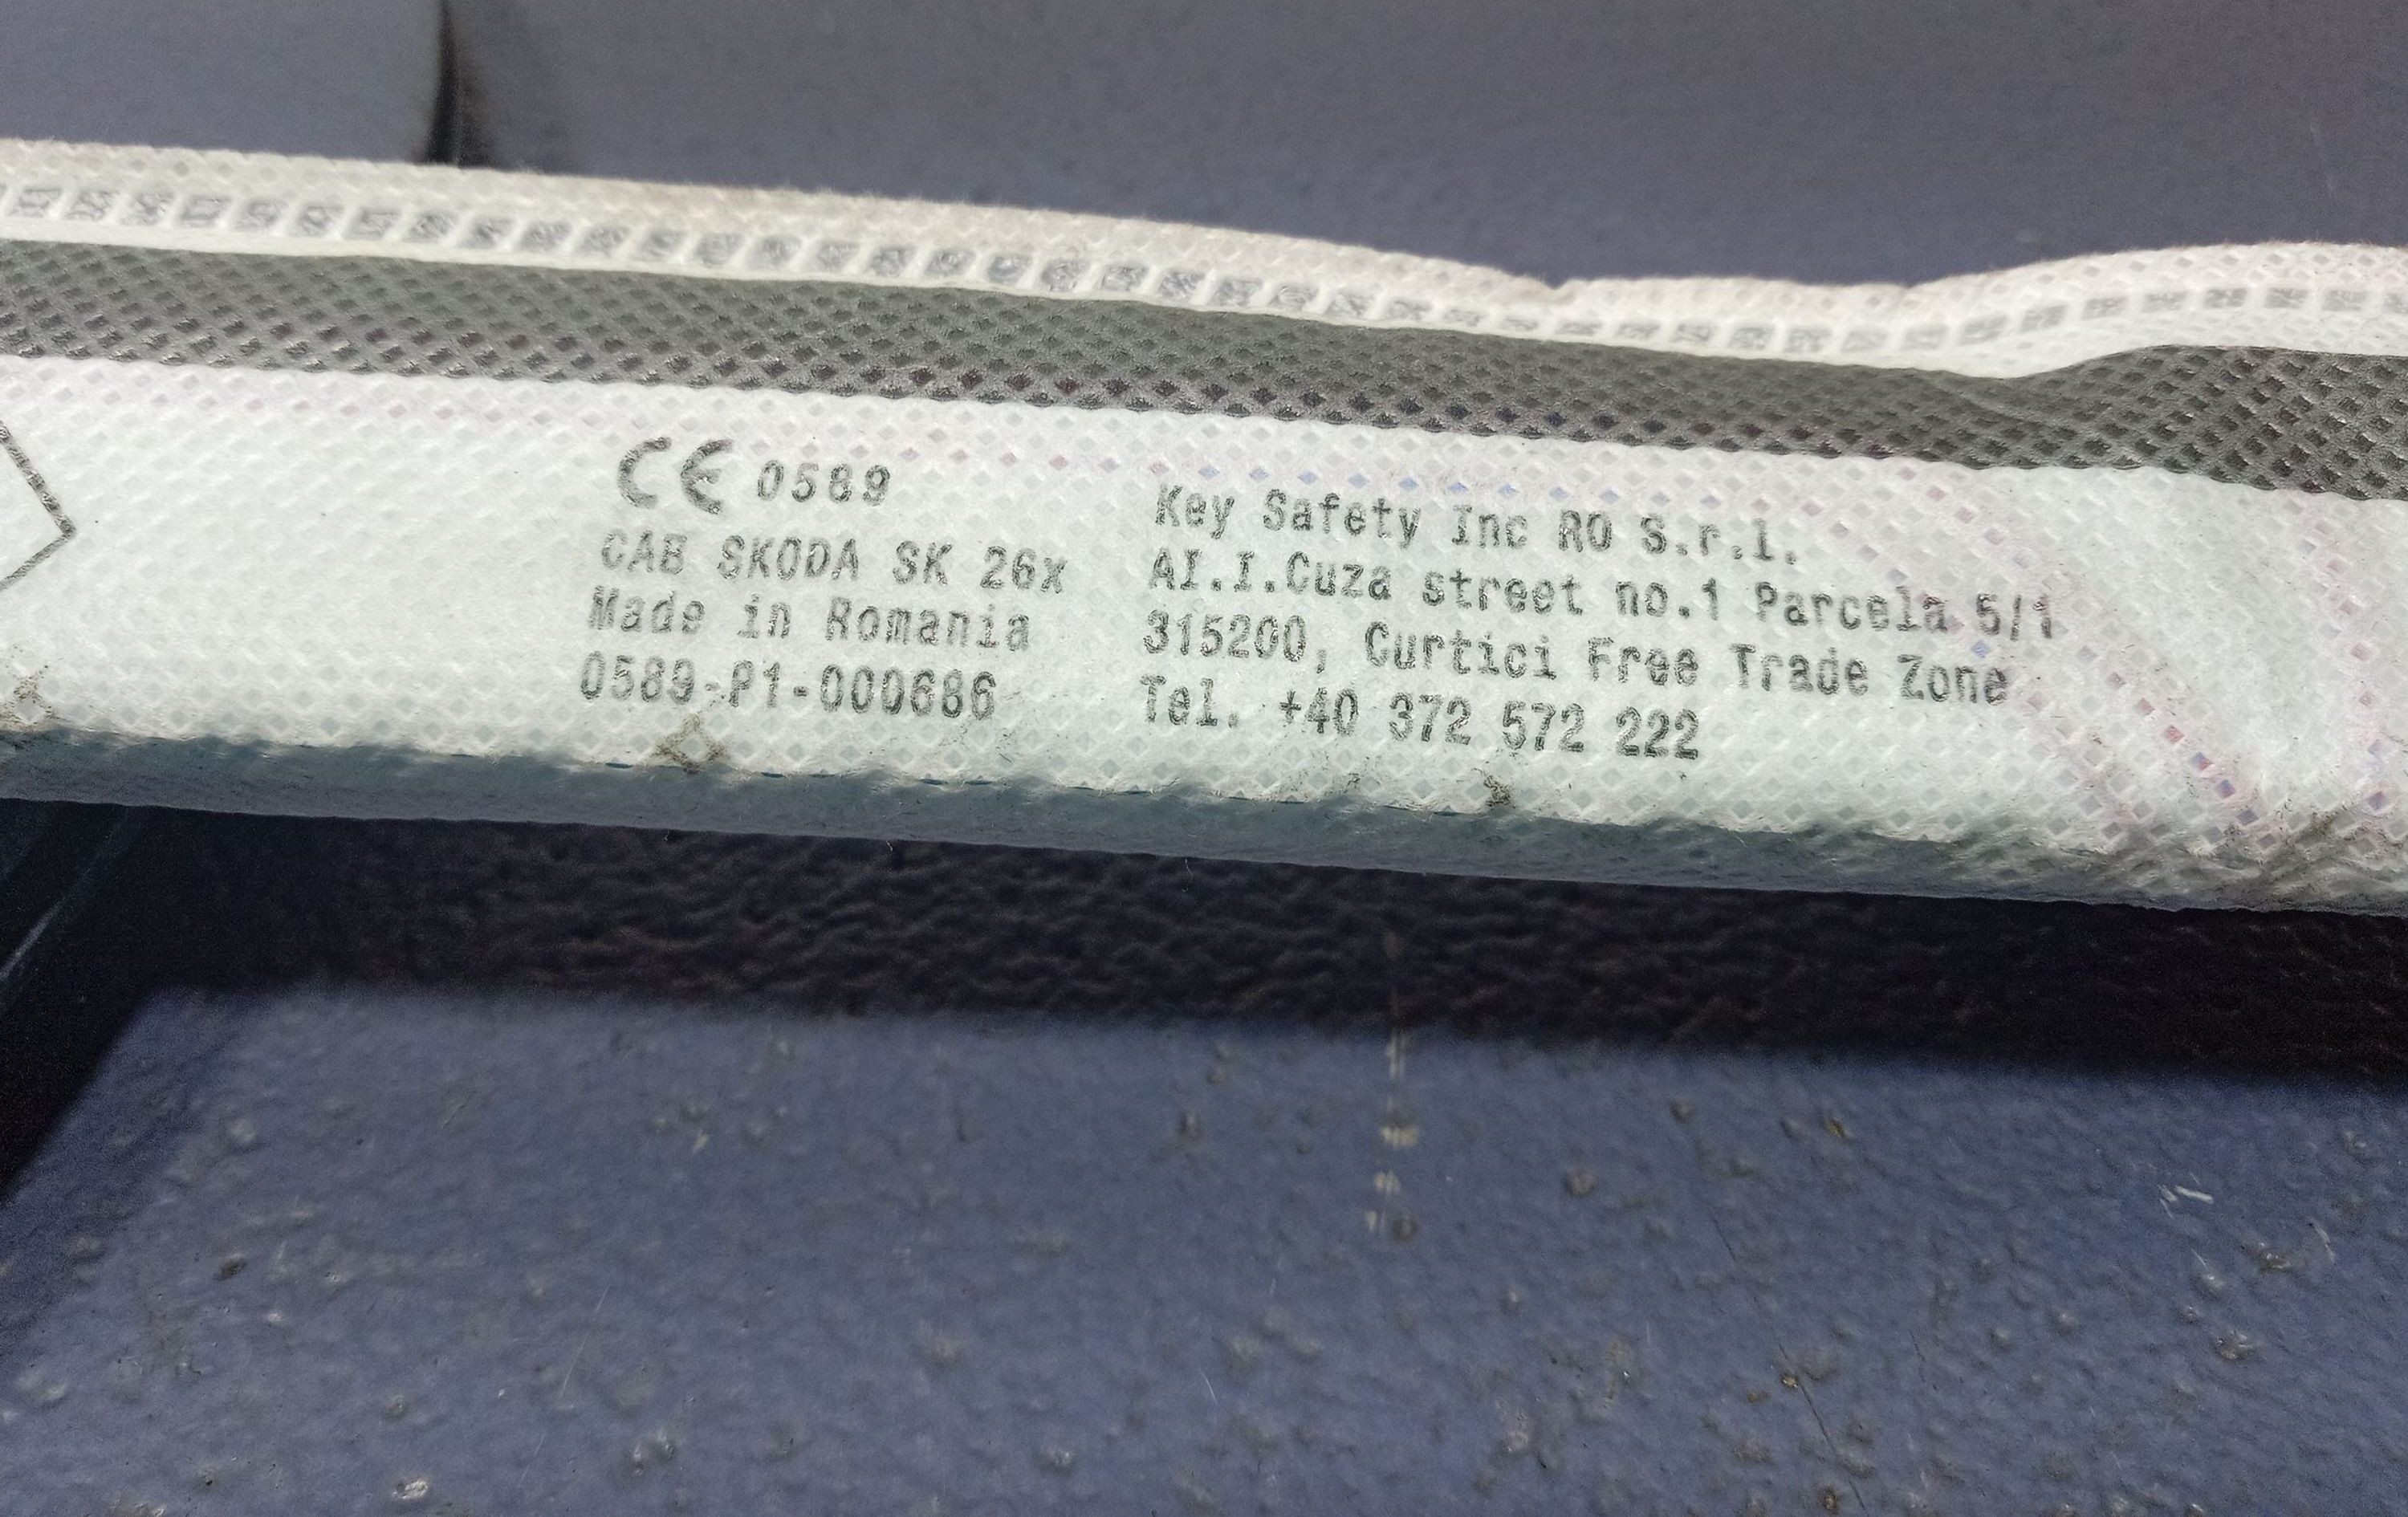 CE 0589
CAB SKODA SK 26x
Made in Romania
0589-P1-000686
Key Safety Inc RO S.r.l.
AI.I.Cuza street no.1 Parcela 5/1
315200, Curtici Free Trade Zone
Tel. +40 372 572 222